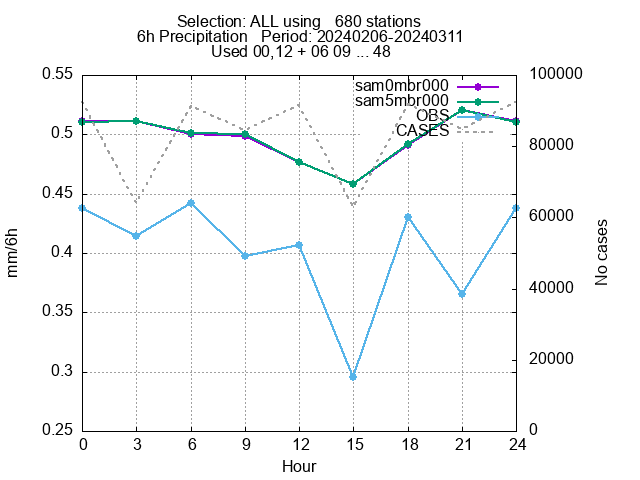 Selection: ALL using   680 stations
6h Precipitation   Period: 20240206-20240311
Used 00,12 + 06 09 ... 48
sam0mbr000
sam5mbr000
OBS
CASES
0.55
0.5
0.45
0.4
0.35
0.3
0.25
mm/6h
100000
80000
60000
40000
20000
0
No cases
0 3 6 9 12 15 18 21 24
Hour